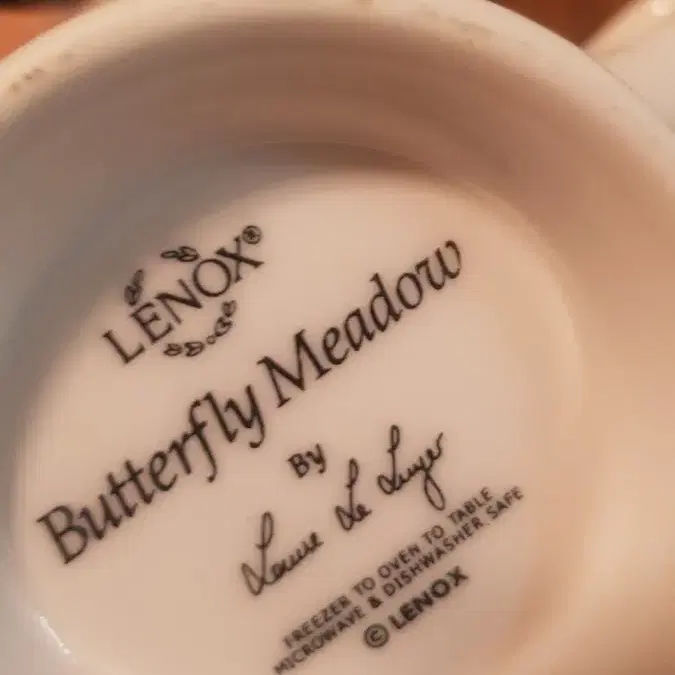 LENOX®
Butterfly Meadow
By
Louise Le Luyer
FREEZER TO OVEN TO TABLE
MICROWAVE & DISHWASHER SAFE
© LENOX